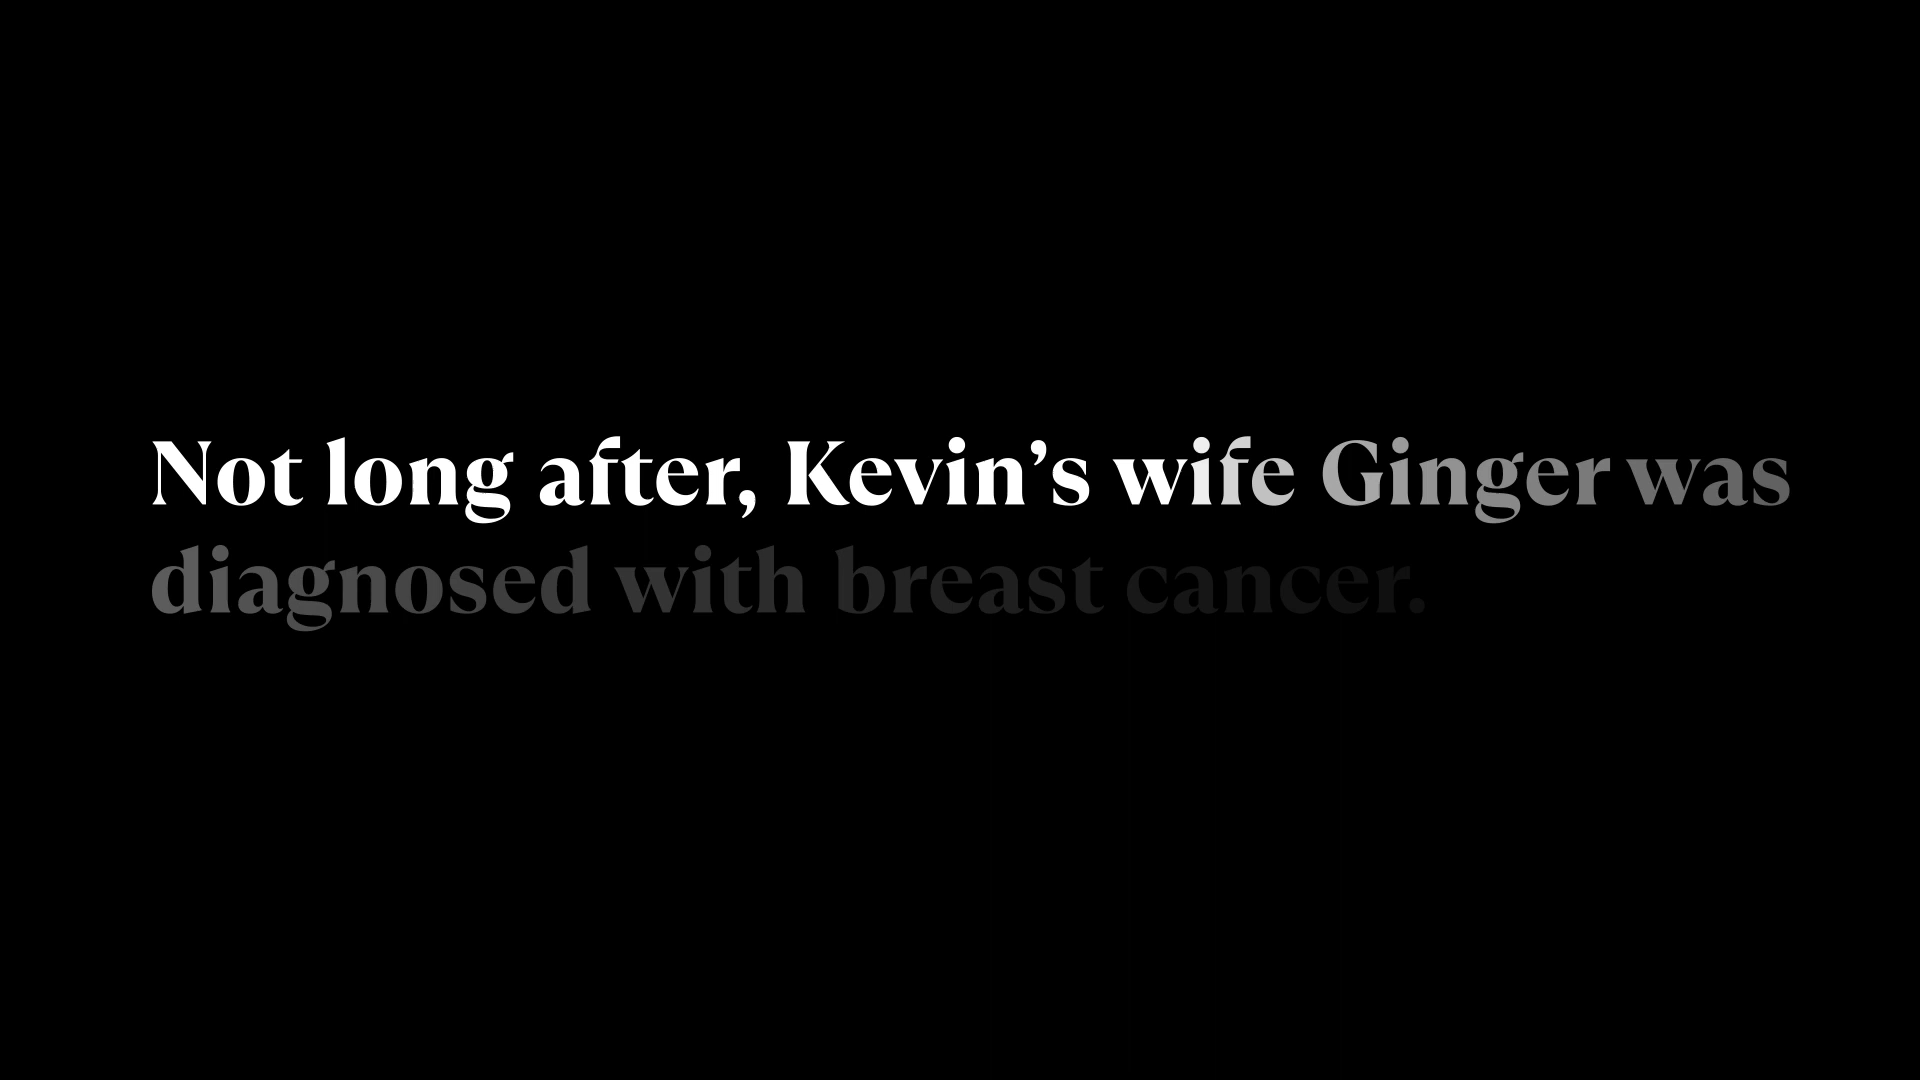 Not long after, Kevin’s wife Ginger was
diagnosed with breast cancer.